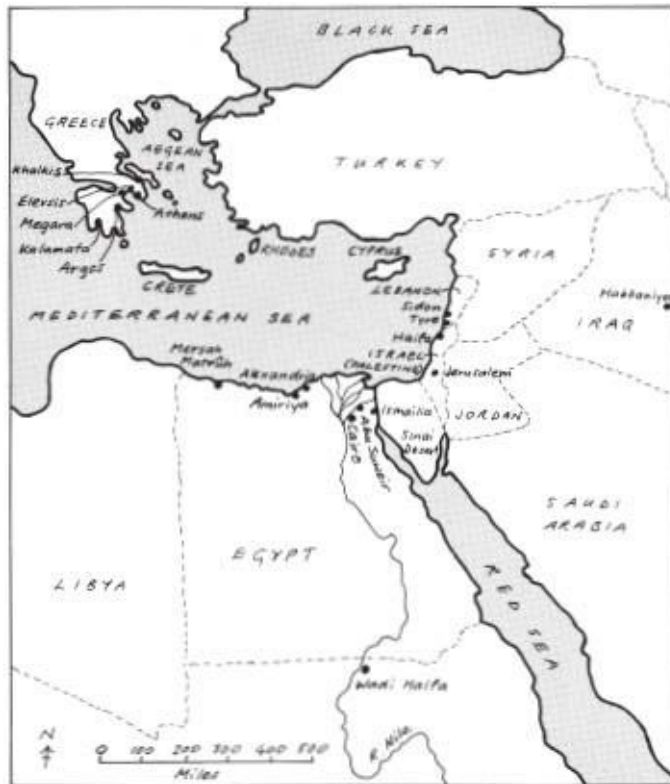 BLACK SEA
GREECE
AEGEAN
SEA
TURKEY
Khalkis
Elevsis
Megara
Athens
Kalamata
Argos
RHODES
CYPRUS
SYRIA
CRETE
LEBANON
Sidon
Tyre
Habbaniya
IRAQ
MEDITERRANEAN SEA
Haifa
Mersah
Matrûh
Alexandria
ISRAEL
(PALESTINE)
Jerusalem
Amiriya
Ismailia
JORDAN
Cairo
Abu Sueir
Sinai
Desert
SAUDI
ARABIA
EGYPT
LIBYA
RED SEA
Wadi Halfa
R. Nile
N
0 100 200 300 400 500
Miles